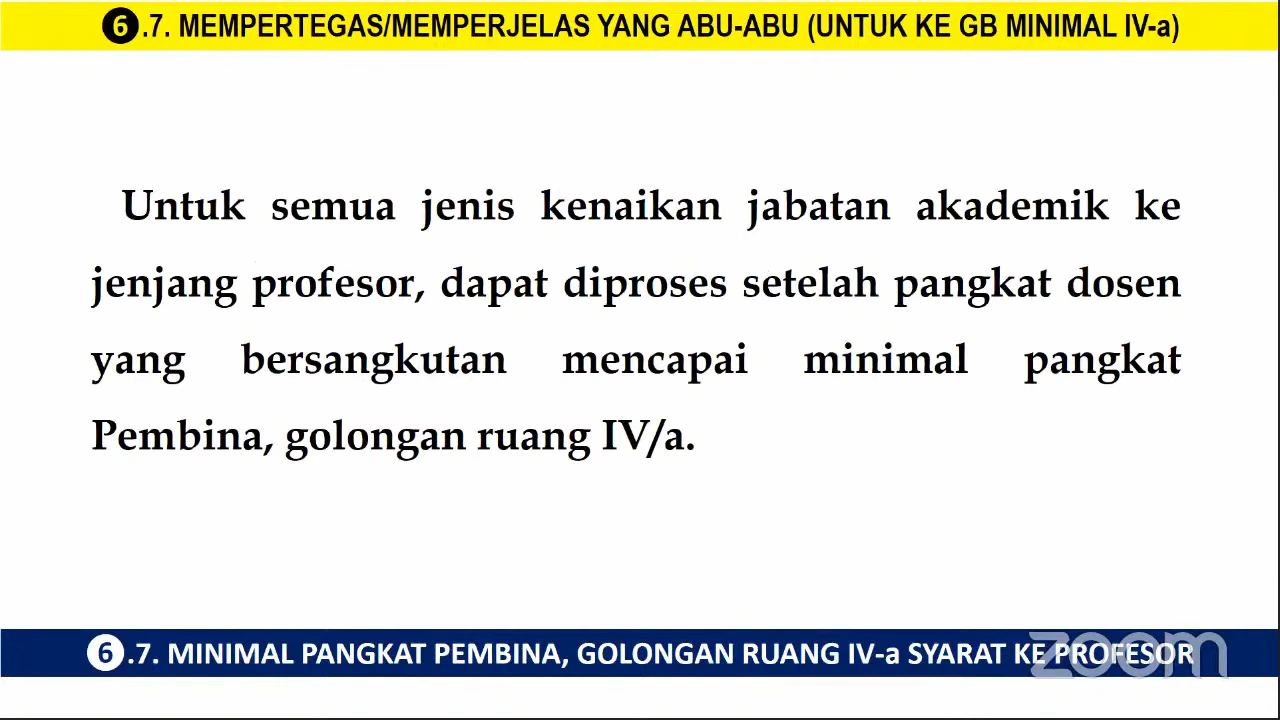 6.7. MEMPERTEGAS/MEMPERJELAS YANG ABU-ABU (UNTUK KE GB MINIMAL IV-a)
Untuk semua jenis kenaikan jabatan akademik ke
jenjang profesor, dapat diproses setelah pangkat dosen
yang bersangkutan mencapai minimal pangkat
Pembina, golongan ruang IV/a.
6.7. MINIMAL PANGKAT PEMBINA, GOLONGAN RUANG IV-a SYARAT KE PROFESOR
zoom